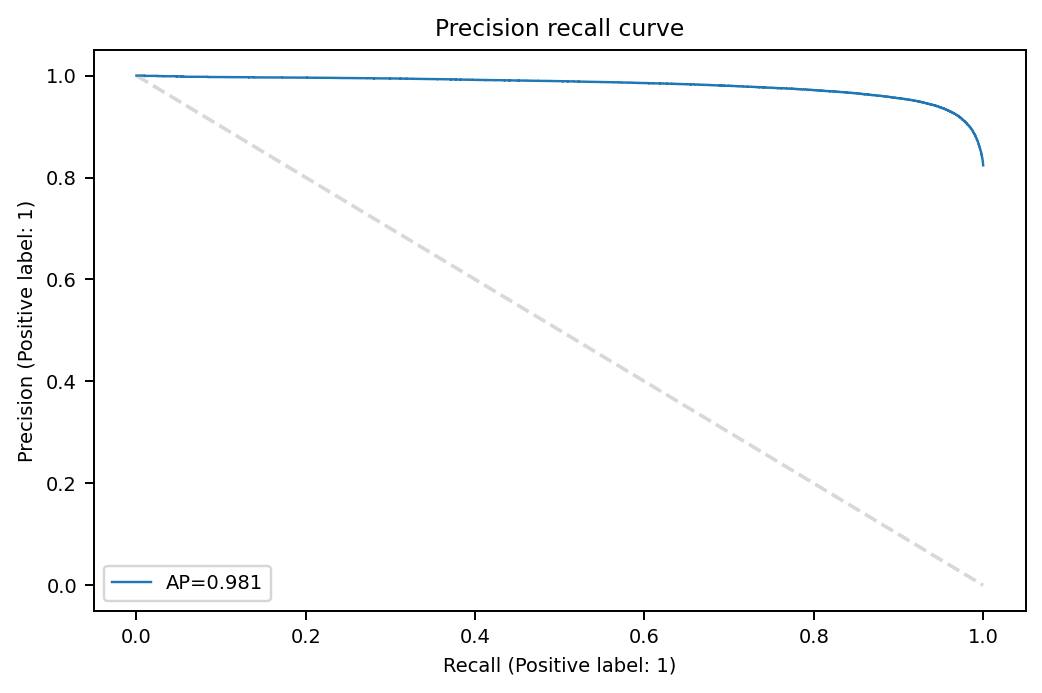 Precision recall curve
Precision (Positive label: 1)
1.0
0.8
0.6
0.4
0.2
0.0
AP=0.981
0.0 0.2 0.4 0.6 0.8 1.0
Recall (Positive label: 1)